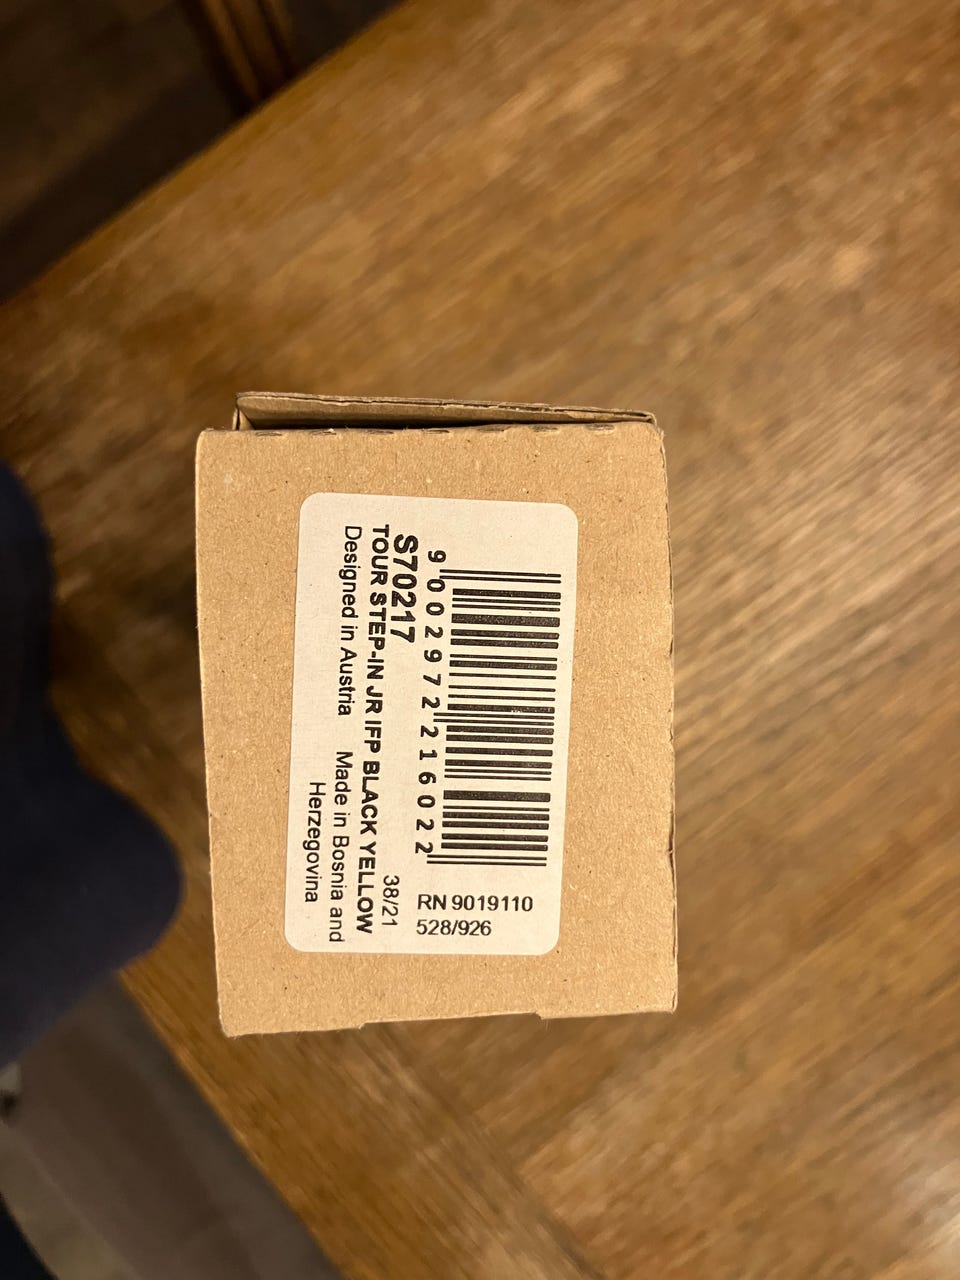 9 002972 216022
S70217
38/21
TOUR STEP-IN JR IFP BLACK YELLOW
Designed in Austria Made in Bosnia and
Herzegovina
RN 9019110
528/926